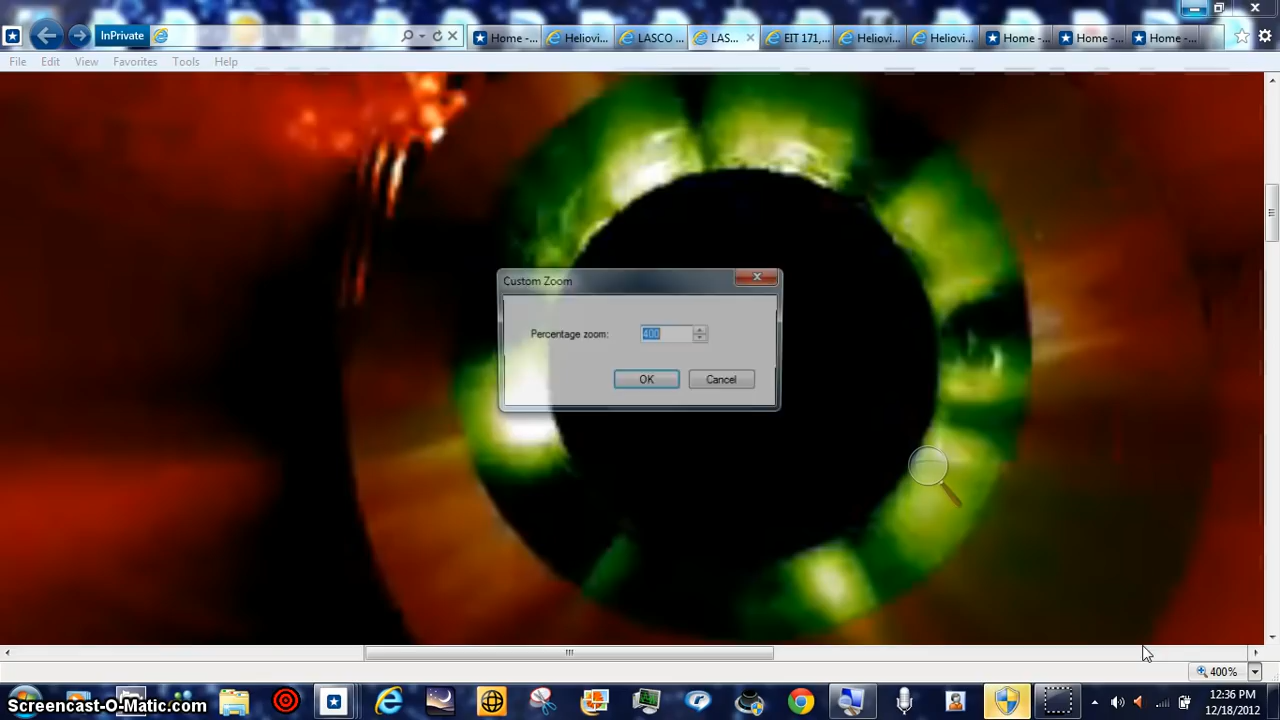 InPrivate
Home -...
Heliovi...
LASCO ...
LAS...
EIT 171,...
Heliovi...
Heliovi...
Home -...
Home -...
Home -...
File Edit View Favorites Tools Help
Custom Zoom
Percentage zoom: 400
OK Cancel
400%
Screencast-O-Matic.com
12:36 PM
12/18/2012